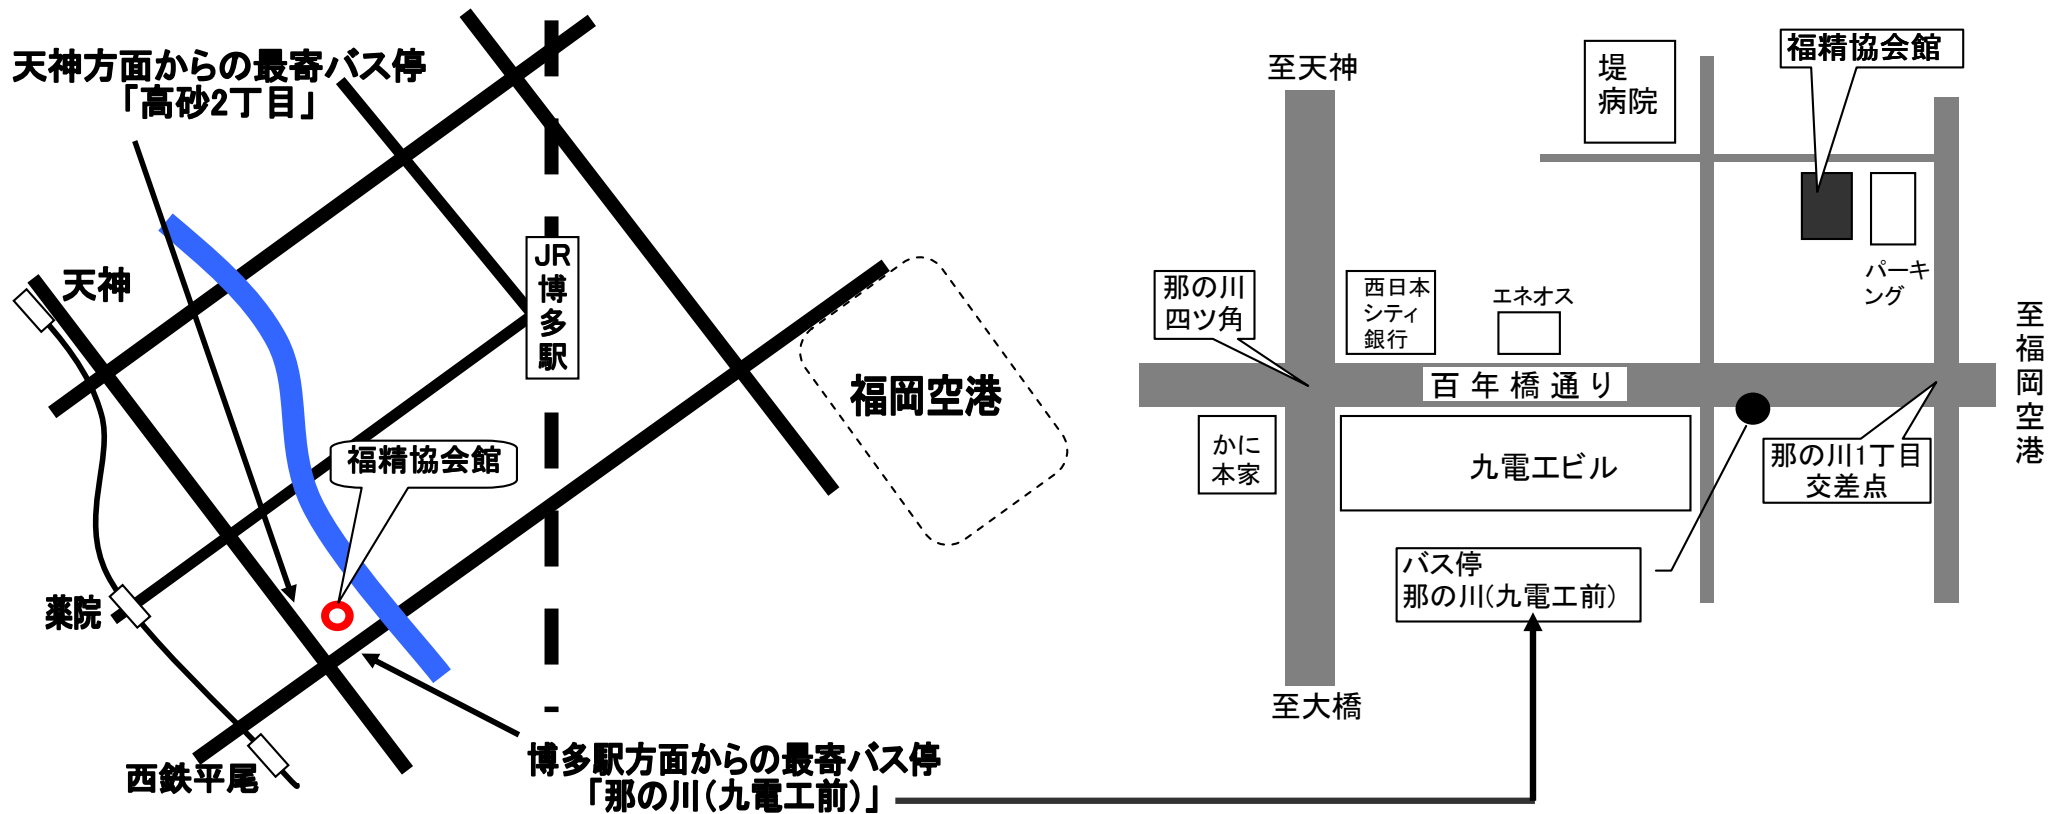 天神方面からの最寄バス停
「高砂2丁目」
天神
JR
博
多
駅
福岡空港
福精協会館
薬院
西鉄平尾
博多駅方面からの最寄バス停
「那の川(九電工前)」
至天神
堤
病院
福精協会館
パーキ
ング
那の川
四ツ角
西日本
シティ
銀行
エネオス
百年橋通り
至福岡空港
かに
本家
九電工ビル
那の川1丁目
交差点
バス停
那の川(九電工前)
至大橋